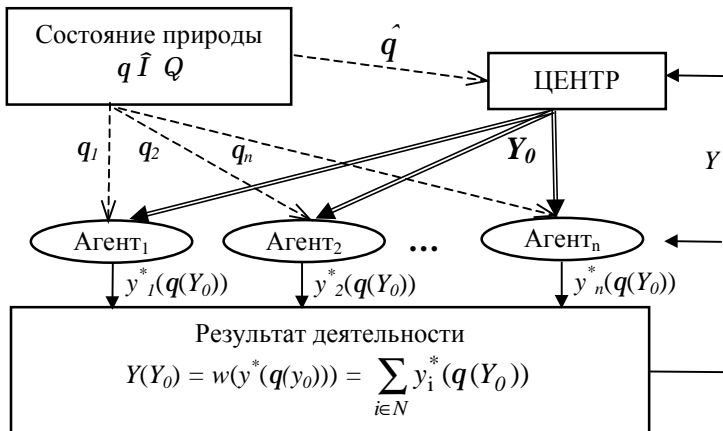 Состояние природы
q Î Q
q̂
ЦЕНТР
q1
q2
qn
Y0
Y
Агент1
Агент2
...
Агентn
y*1(q(Y0))
y*2(q(Y0))
y*n(q(Y0))
Результат деятельности
Y(Y0) = w(y*(q(y0))) = ∑i∈N yi*(q(Y0))